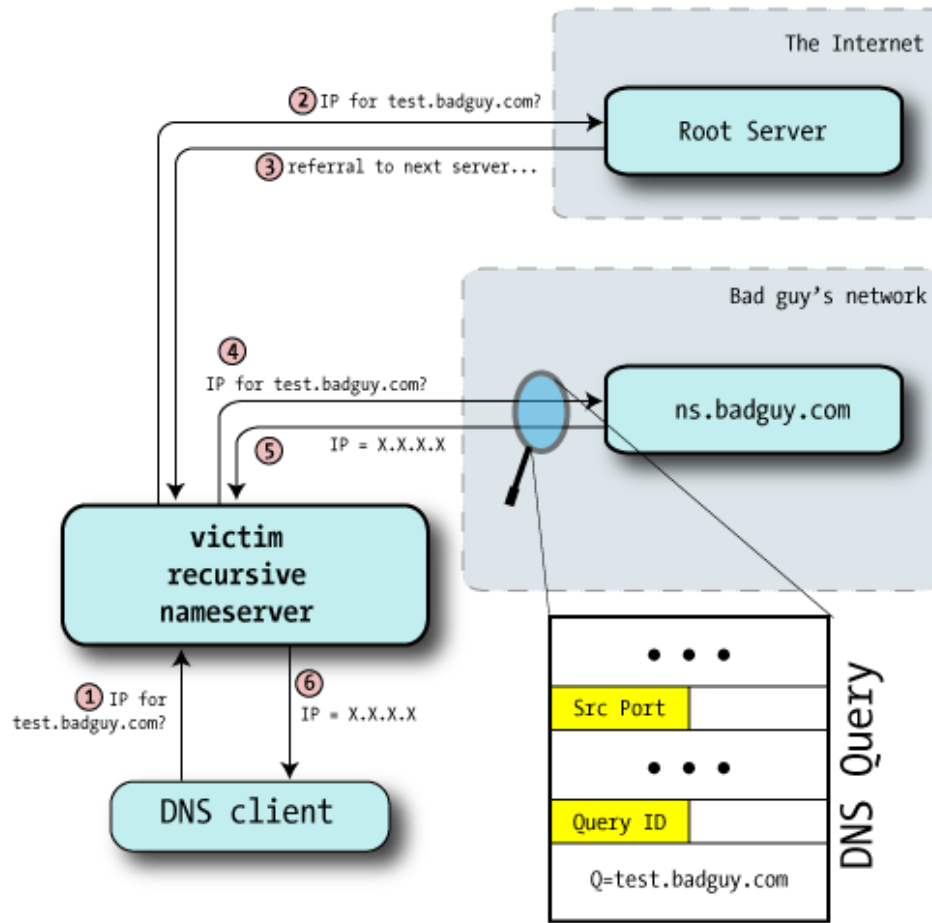 The Internet
② IP for test.badguy.com?
Root Server
③ referral to next server...
Bad guy's network
④
IP for test.badguy.com?
ns.badguy.com
⑤ IP = X.X.X.X
victim
recursive
nameserver
① IP for
test.badguy.com?
⑥
IP = X.X.X.X
DNS client
• • •
Src Port
• • •
Query ID
Q=test.badguy.com
DNS Query